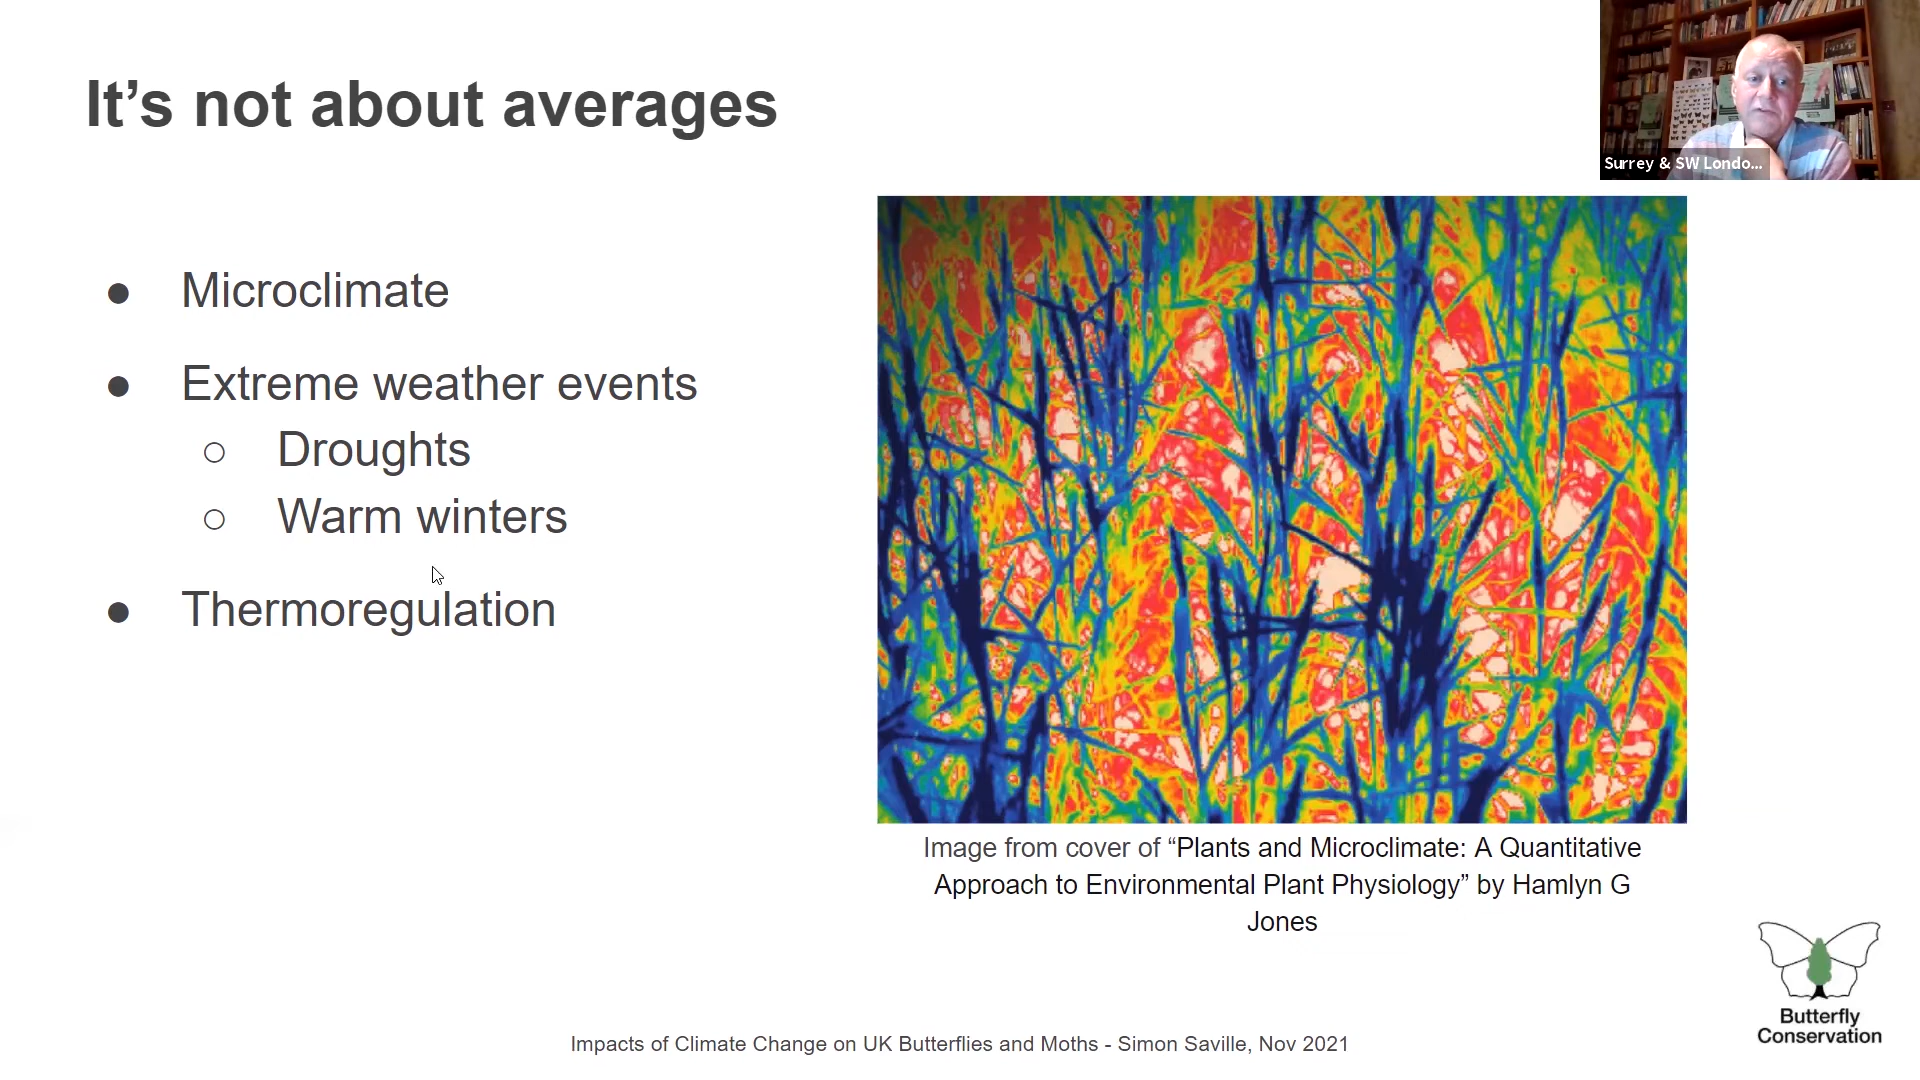 It’s not about averages
Surrey & SW Londo...
● Microclimate
● Extreme weather events
○ Droughts
○ Warm winters
● Thermoregulation
Image from cover of “Plants and Microclimate: A Quantitative
Approach to Environmental Plant Physiology” by Hamlyn G
Jones
Butterfly
Conservation
Impacts of Climate Change on UK Butterflies and Moths - Simon Saville, Nov 2021